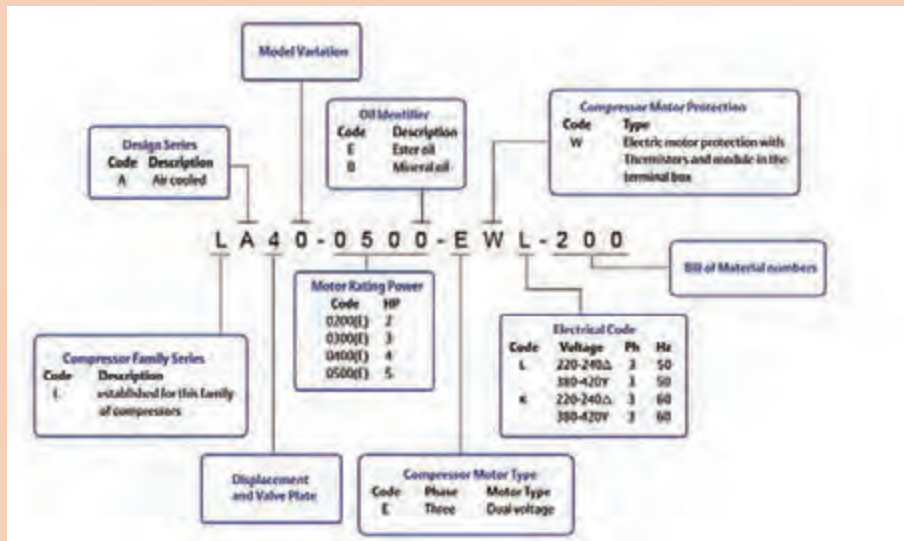 Model Variation
Oil Identifier
Code Description
E Ester oil
0 Mineral oil
Compressor Motor Protection
Code Type
W Electric motor protection with
Thermistors and module in the
terminal box
Design Series
Code Description
A Air cooled
L A 4 0 - 0 5 0 0 - E W L - 2 0 0
Bill of Material numbers
Motor Rating Power
Code HP
0200(E) 2
0300(E) 3
0400(E) 4
0500(E) 5
Electrical Code
Code Voltage Ph Hz
L 220-240Δ 3 50
380-420Y 3 50
K 220-240Δ 3 60
380-420Y 3 60
Compressor Family Series
Code Description
L established for this family
of compressors
Displacement
and Valve Plate
Compressor Motor Type
Code Phase Motor Type
E Three Dual voltage